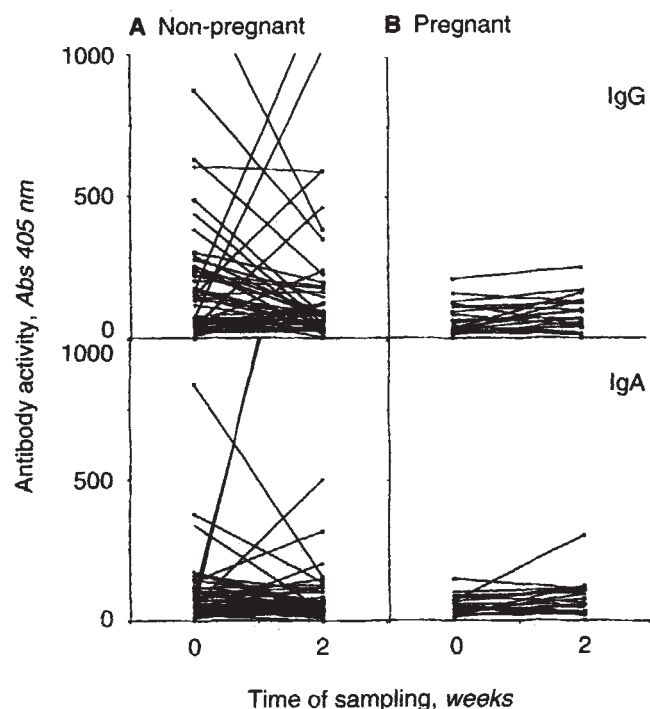 A Non-pregnant B Pregnant
1000
IgG
500
0
1000
IgA
500
0
0 2 0 2
Antibody activity, Abs 405 nm
Time of sampling, weeks